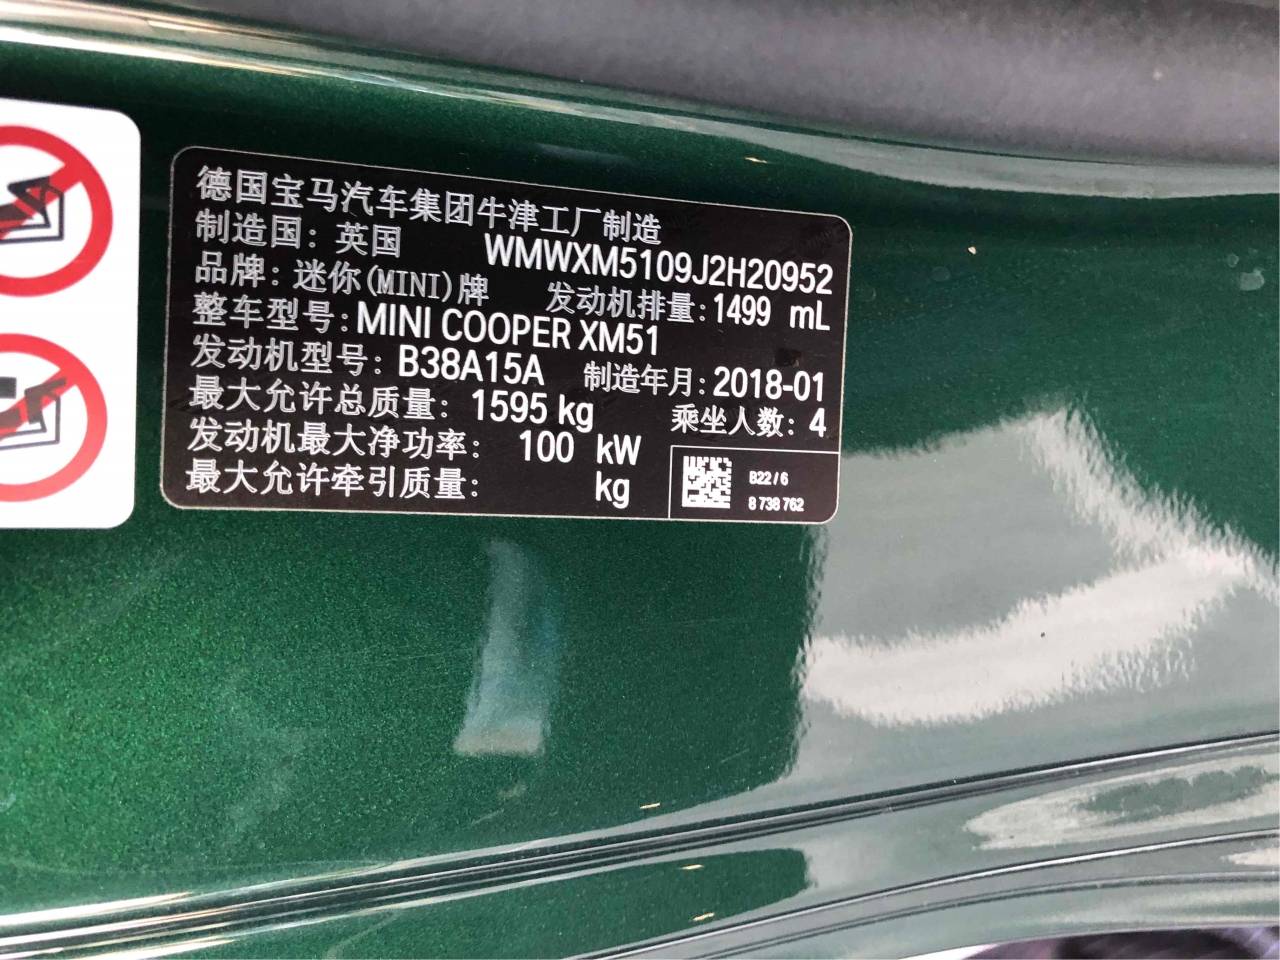 德国宝马汽车集团牛津工厂制造
制造国：英国 WMWXM5109J2H20952
品牌：迷你(MINI)牌 发动机排量：1499 mL
整车型号：MINI COOPER XM51
发动机型号：B38A15A 制造年月：2018-01
最大允许总质量：1595 kg 乘坐人数：4
发动机最大净功率：100 kW
最大允许牵引质量： kg
B22/6
8 738 762